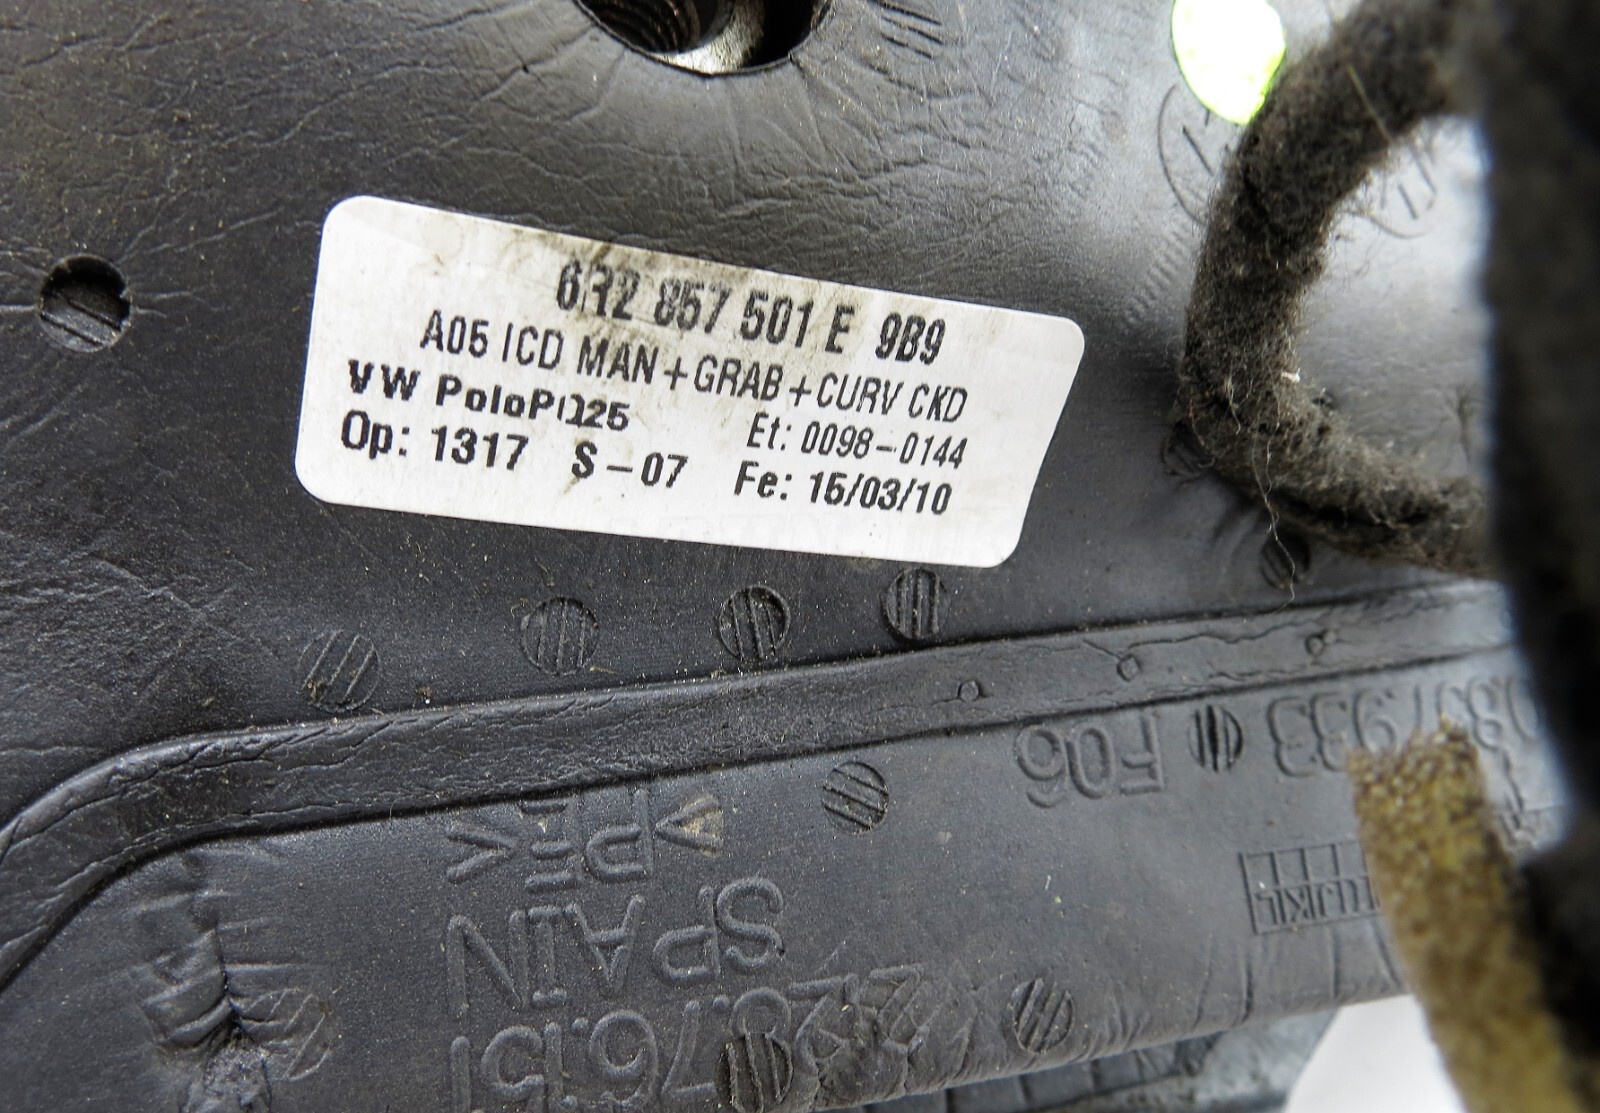 6R2 857 501 E 9B9
A05 ICD MAN+GRAB+CURV CKD
VW PoloPQ25
Et: 0098-0144
Op: 1317 S-07 Fe: 15/03/10
F06
SPAIN